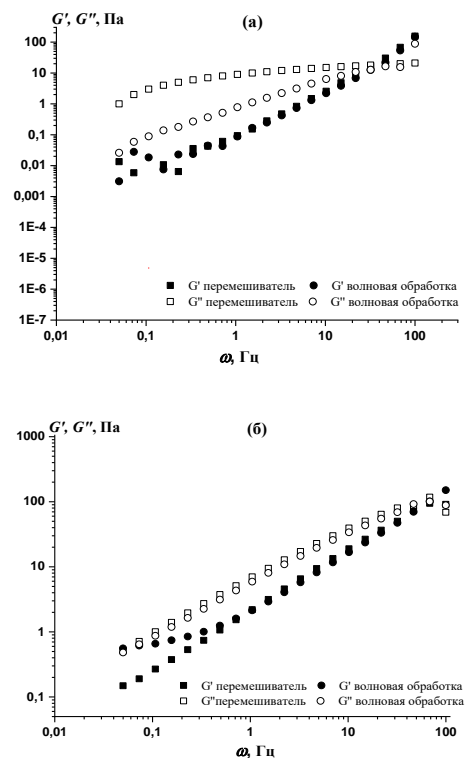 G', G'', Па (а)
100
10
1
0,1
0,01
0,001
1E-4
1E-5
1E-6
1E-7
G' перемешиватель G' волновая обработка
G'' перемешиватель G'' волновая обработка
0,01 0,1 1 10 100
ω, Гц
G', G'', Па (б)
1000
100
10
1
0,1
G' перемешиватель G' волновая обработка
G''перемешиватель G'' волновая обработка
0,01 0,1 1 10 100
ω, Гц